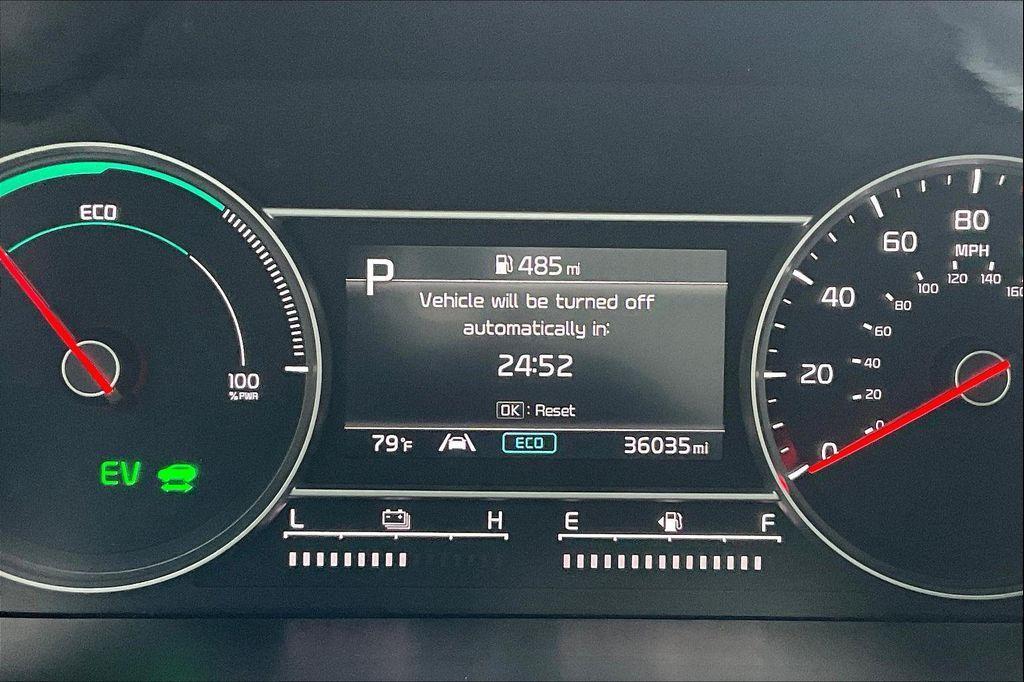 ECO
100
%PWR
EV
P
485 mi
Vehicle will be turned off
automatically in:
24:52
OK : Reset
79°F
ECO
36035 mi
L
H
E
F
80
MPH
60
40
20
0
120
140
160
100
80
60
40
20
0